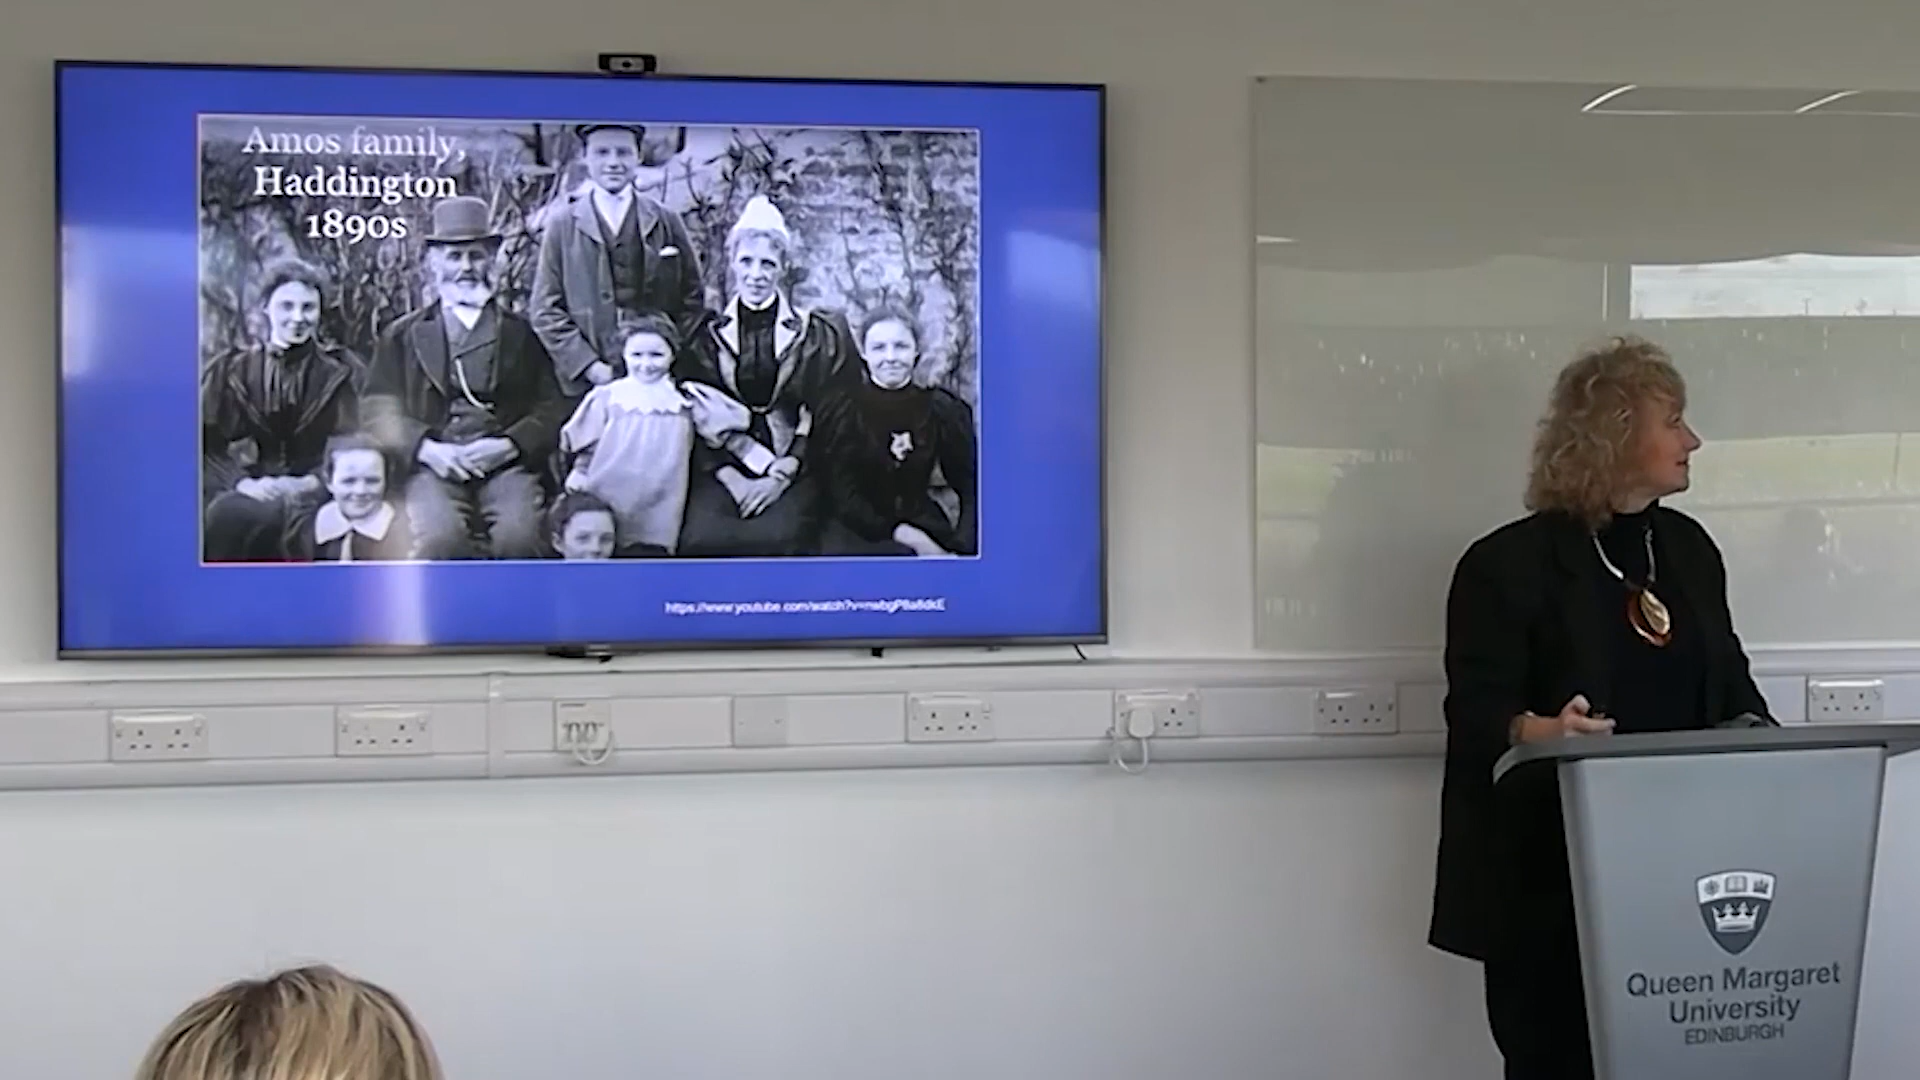 Amos family,
Haddington
1890s
Queen Margaret
University
EDINBURGH